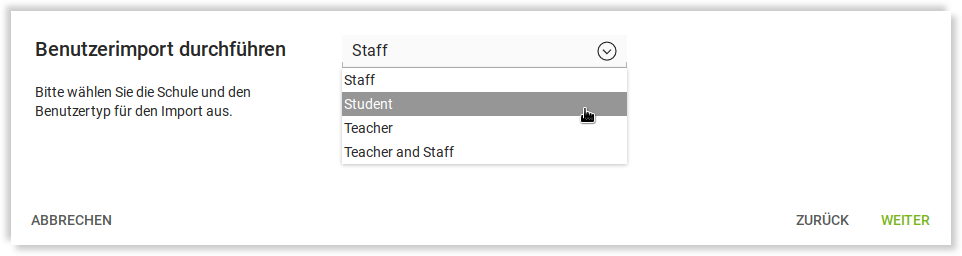 Benutzerimport durchführen
Bitte wählen Sie die Schule und den
Benutzertyp für den Import aus.
Staff
Staff
Student
Teacher
Teacher and Staff
ABBRECHEN
ZURÜCK
WEITER